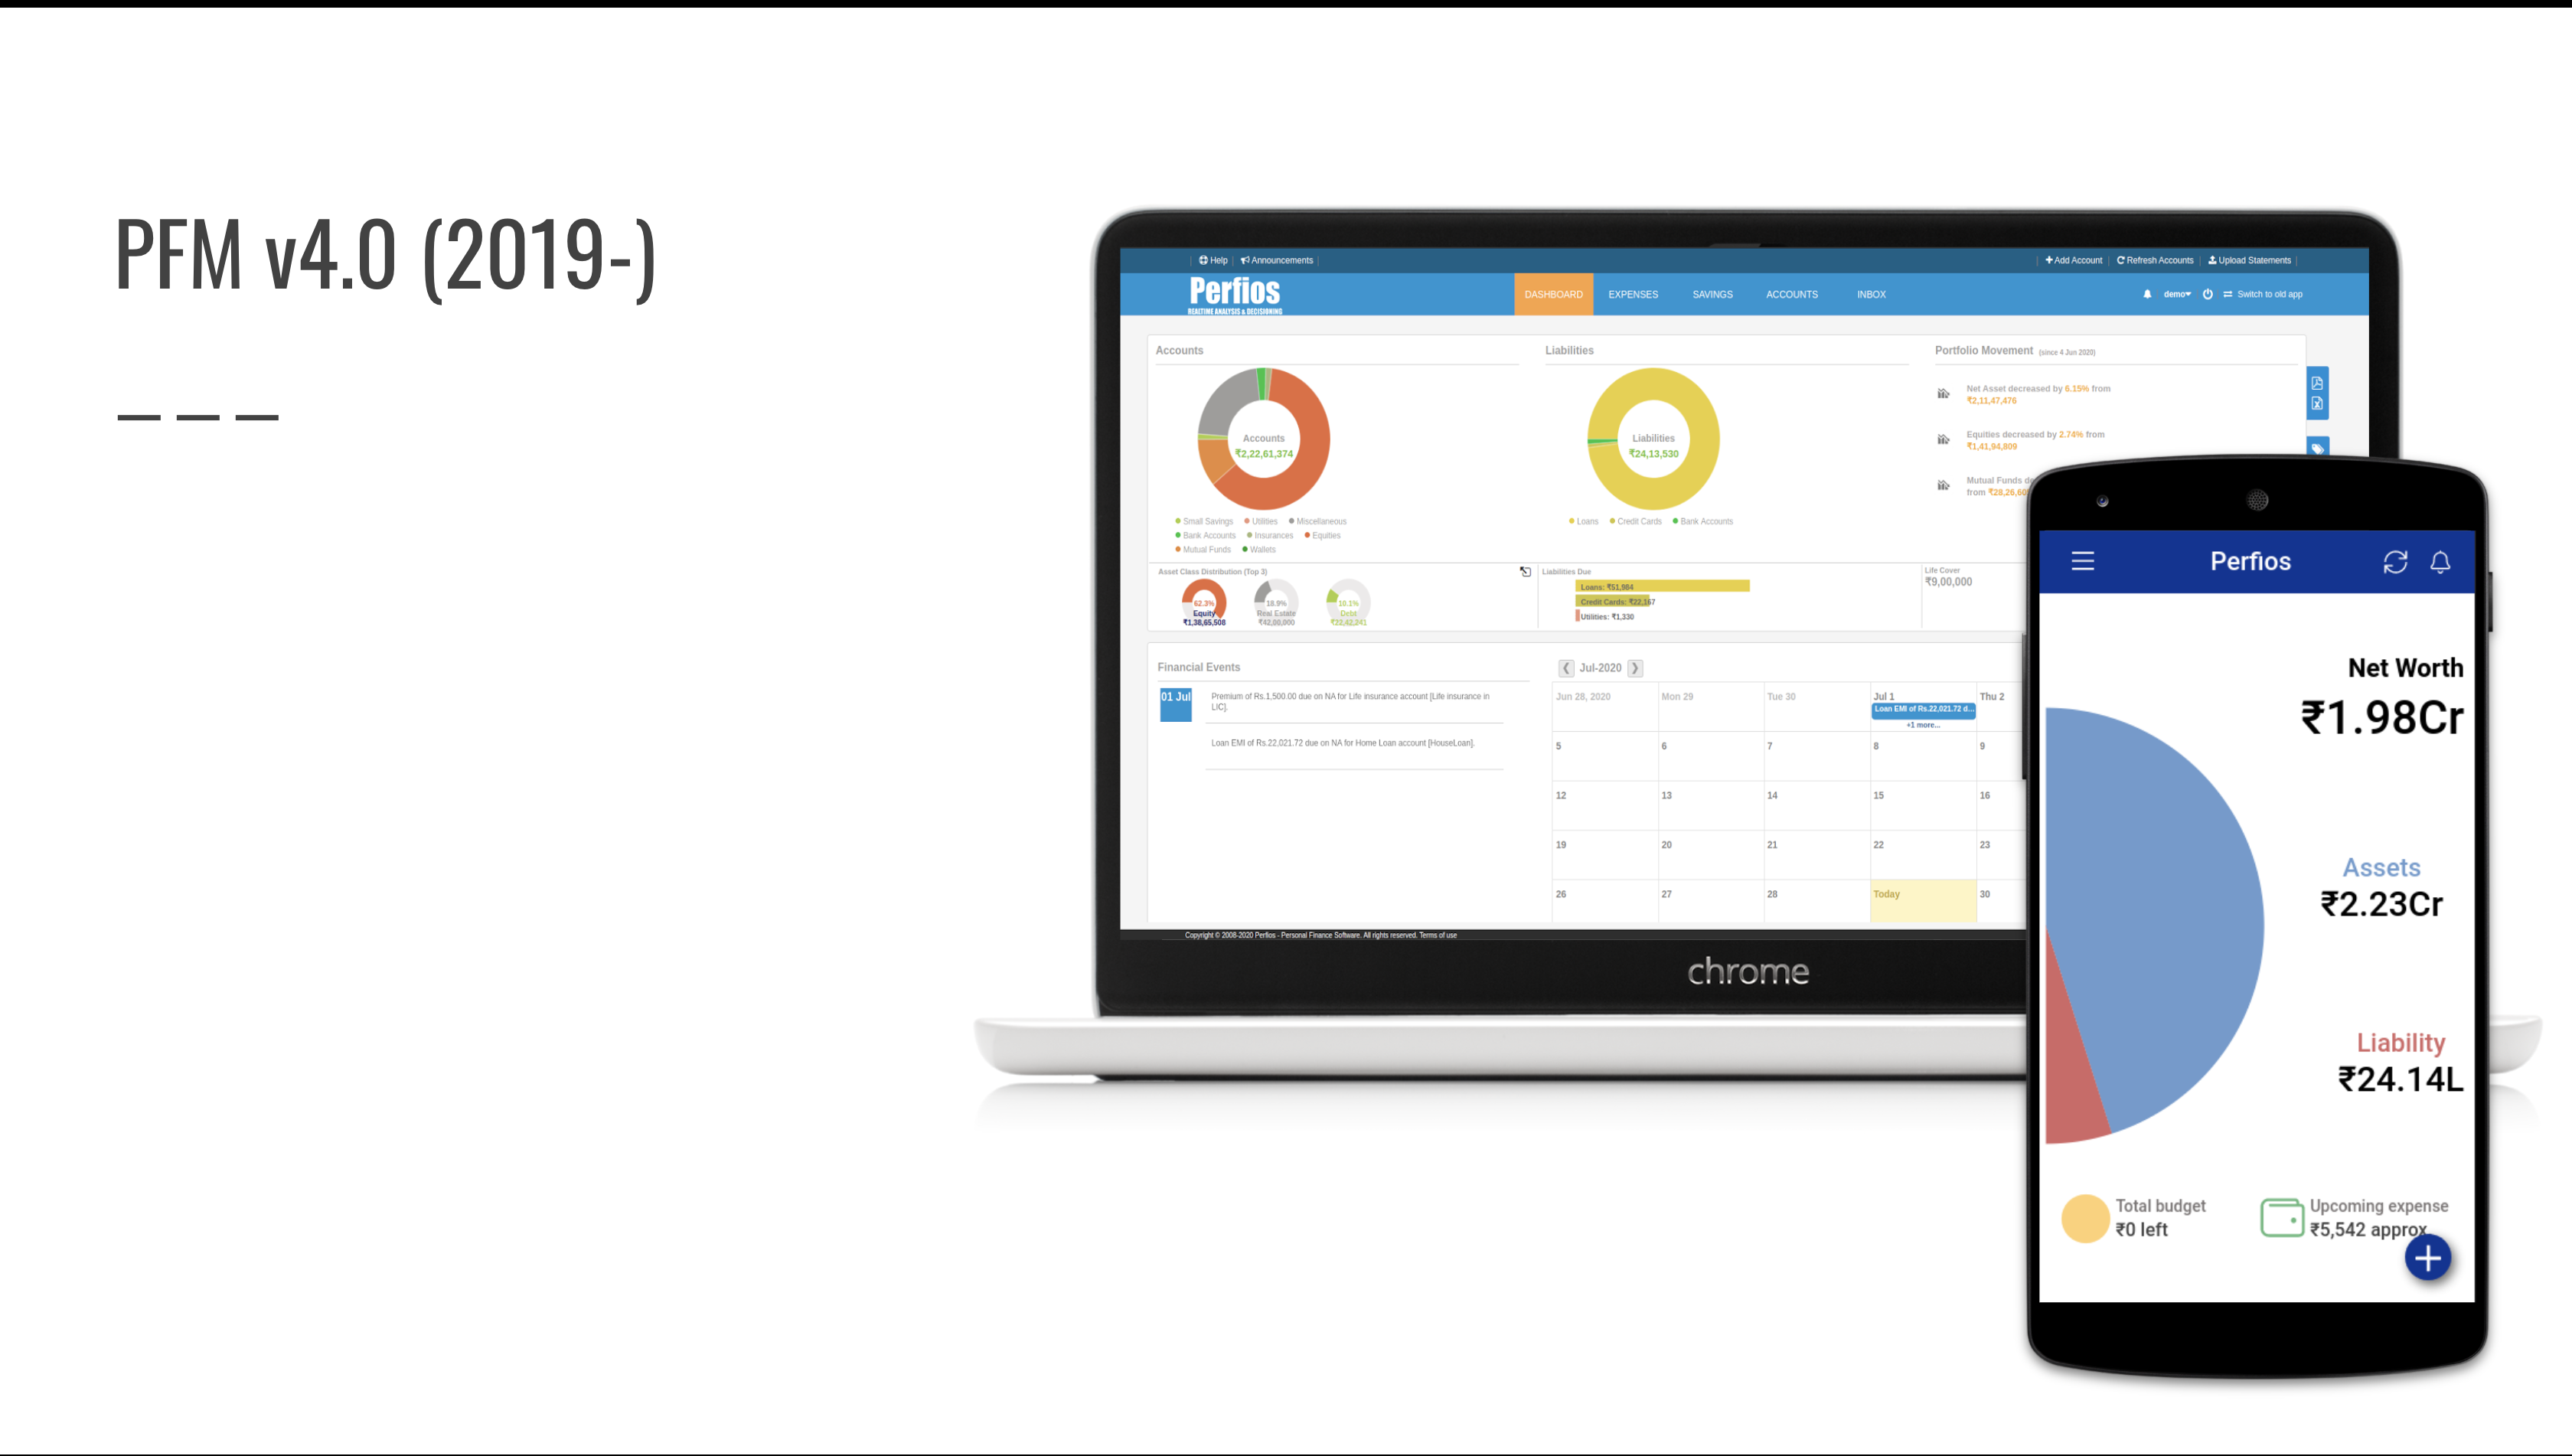 PFM v4.0 (2019-)
Help
Announcements
Add Account
Refresh Accounts
Upload Statements
Perfios
REALTIME ANALYSIS & DECISIONING
DASHBOARD
EXPENSES
SAVINGS
ACCOUNTS
INBOX
demo
Switch to old app
Accounts
Accounts
₹2,22,61,374
Small Savings
Utilities
Miscellaneous
Bank Accounts
Insurances
Equities
Mutual Funds
Wallets
Liabilities
Liabilities
₹24,13,530
Loans
Credit Cards
Bank Accounts
Portfolio Movement (since 4 Jun 2020)
Net Asset decreased by 6.15% from
₹2,11,47,476
Equities decreased by 2.74% from
₹1,41,94,809
Mutual Funds
from ₹28,26,60
Asset Class Distribution (Top 3)
62.3%
Equity
₹1,38,65,508
18.9%
Real Estate
₹42,00,000
10.1%
Debt
₹22,42,241
Liabilities Due
Loans: ₹51,984
Credit Cards: ₹22,167
Utilities: ₹1,330
Life Cover
₹9,00,000
Financial Events
01 Jul
Premium of Rs.1,500.00 due on NA for Life insurance account [Life insurance in
LIC].
Loan EMI of Rs.22,021.72 due on NA for Home Loan account [HouseLoan].
Jul-2020
Jun 28, 2020
Mon 29
Tue 30
Jul 1
Thu 2
Loan EMI of Rs.22,021.72 d...
+1 more...
5
6
7
8
9
12
13
14
15
16
19
20
21
22
23
26
27
28
Today
30
Copyright © 2008-2020 Perfios - Personal Finance Software. All rights reserved. Terms of use
chrome
Perfios
Net Worth
₹1.98Cr
Assets
₹2.23Cr
Liability
₹24.14L
Total budget
₹0 left
Upcoming expense
₹5,542 approx